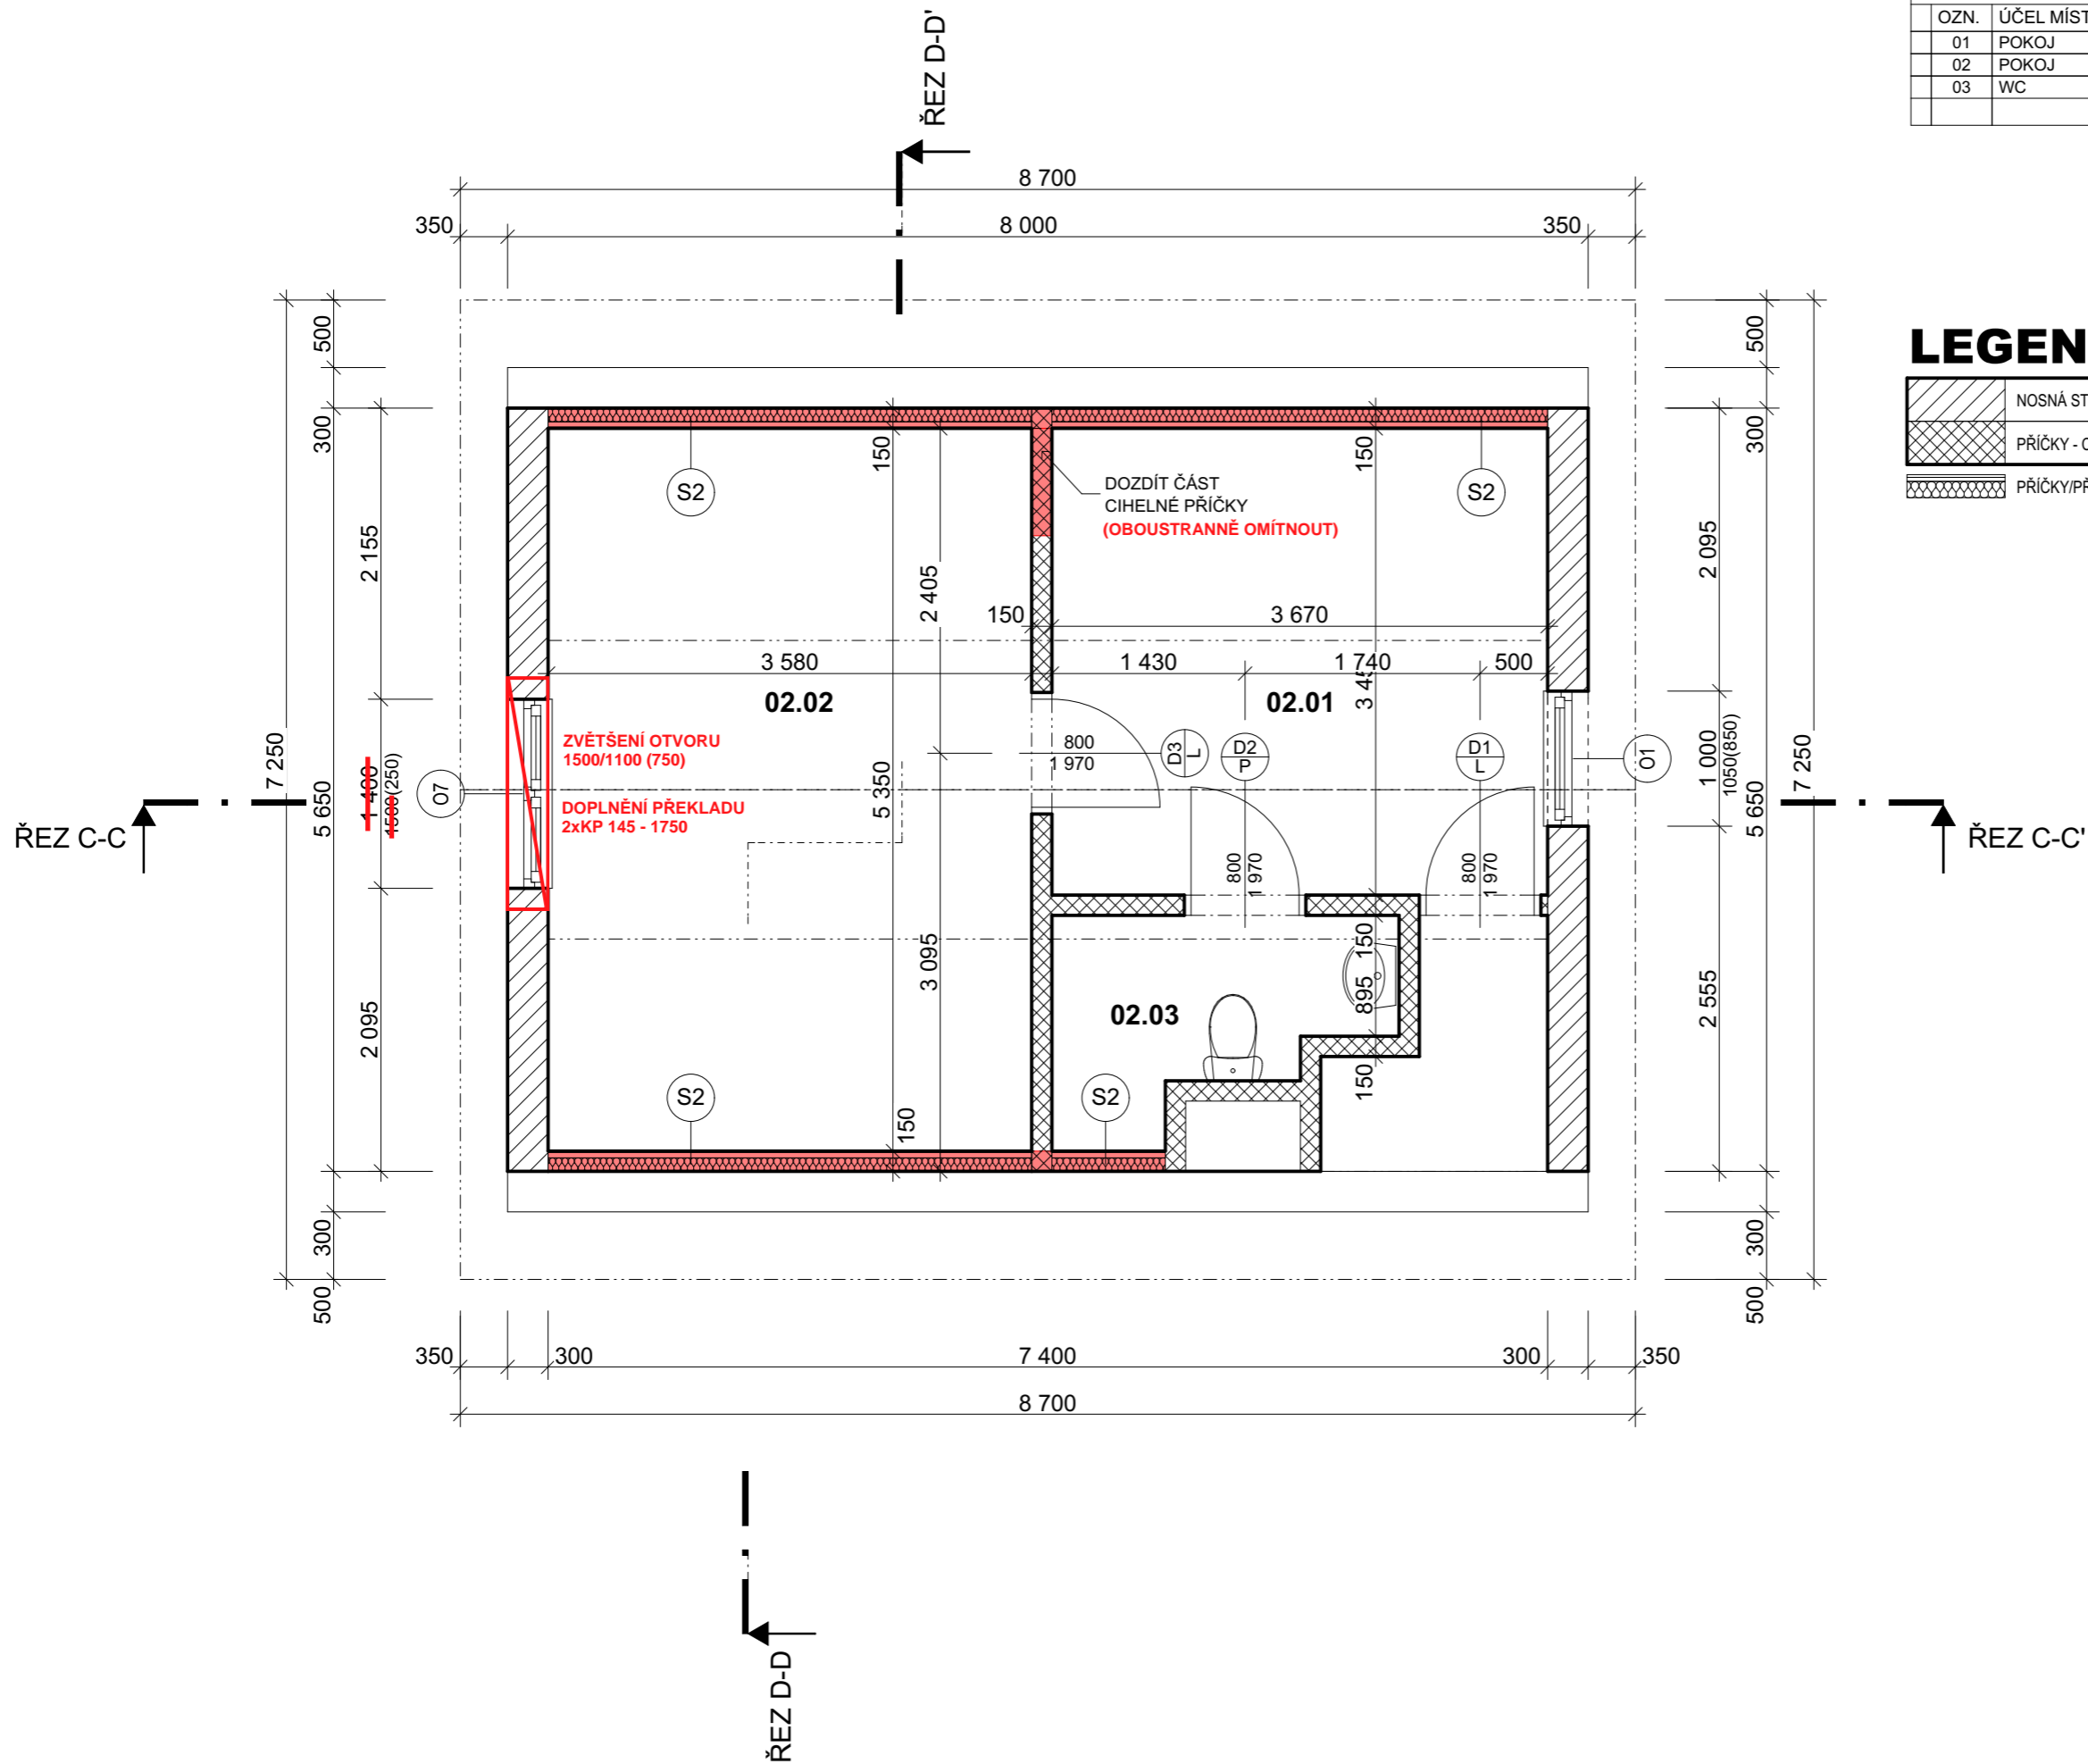 OZN. ÚČEL MÍST
01 POKOJ
02 POKOJ
03 WC
ŘEZ D-D'
8 700
350 8 000 350
LEGEN
NOSNÁ ST
PŘÍČKY - C
PŘÍČKY/PŘ
500
300
2 155
1 400
1500(250)
2 095
7 250
5 650
300
500
S2
S2
150
150
DOZDÍT ČÁST
CIHELNÉ PŘÍČKY
(OBOUSTRANNĚ OMÍTNOUT)
2 405
150 3 670
3 580 1 430 1 740 500
02.02
02.01
3 45
ZVĚTŠENÍ OTVORU
1500/1100 (750)
DOPLNĚNÍ PŘEKLADU
2xKP 145 - 1750
07
5 350
800
1 970
D3
L
D2
P
D1
L
800
1 970
800
1 970
01
500
300
2 095
1 000
1050(850)
5 650
7 250
2 555
300
500
ŘEZ C-C
ŘEZ C-C'
3 095
150
895
150
02.03
S2
S2
150
350 300 7 400 300 350
8 700
ŘEZ D-D